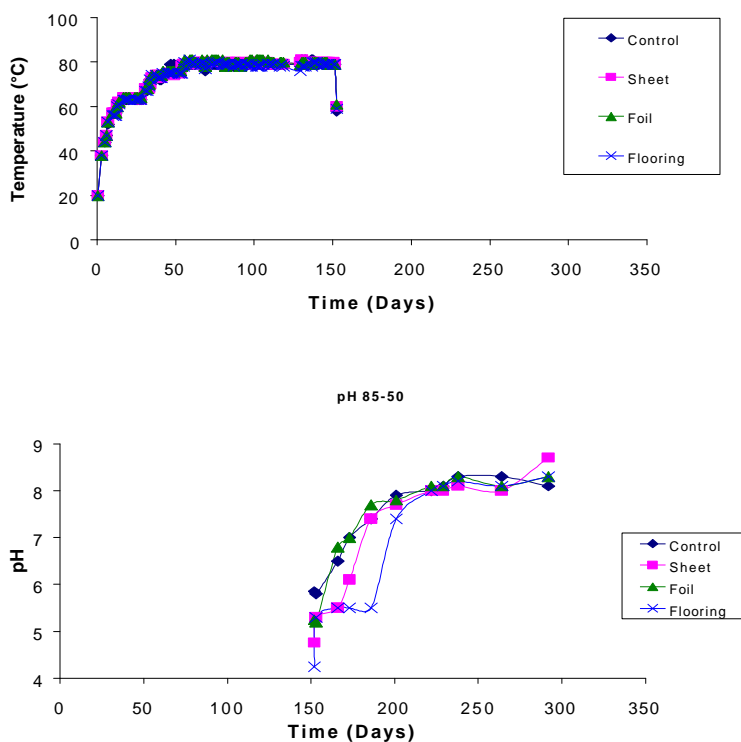 100
80
60
40
20
0
Temperature (°C)
0 50 100 150 200 250 300 350
Time (Days)
Control
Sheet
Foil
Flooring
pH 85-50
9
8
7
6
5
4
pH
0 50 100 150 200 250 300 350
Time (Days)
Control
Sheet
Foil
Flooring